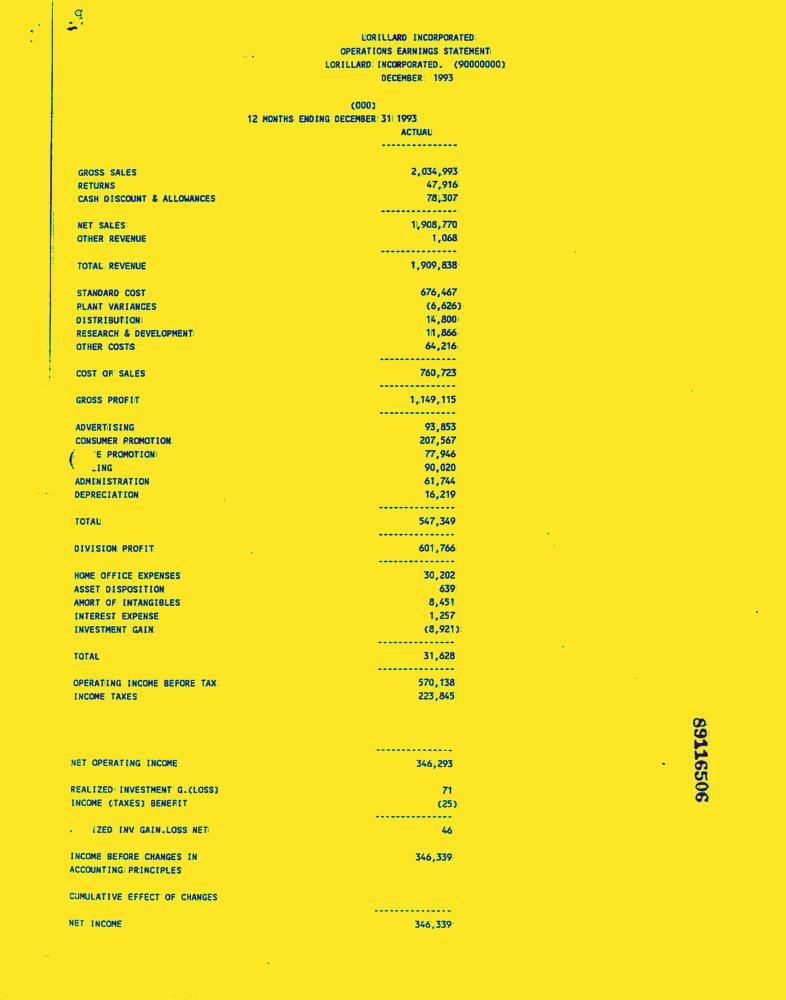 9
LORILLARD INCORPORATED
OPERATIONS EARNINGS STATEMENT
LORILLARD INCORPORATED. (90000000)
DECEMBER 1993
(000)
12 MONTHS ENDING DECEMBER 31 1993
ACTUAL
GROSS SALES 2,034,993
RETURNS 47,916
CASH DISCOUNT & ALLOWANCES 78,307
NET SALES 1,908,770
OTHER REVENUE 1,068
TOTAL REVENUE 1,909,838
STANDARD COST 676,467
PLANT VARIANCES (6,626)
DISTRIBUTION 14,800
RESEARCH & DEVELOPMENT 11,866
OTHER COSTS 64,216
COST OF SALES 760,723
GROSS PROFIT 1,149,115
ADVERTISING 93,853
CONSUMER PROMOTION 207,567
E PROMOTION 77,946
ING 90,020
ADMINISTRATION 61,744
DEPRECIATION 16,219
TOTAL 547,349
DIVISION PROFIT 601,766
HOME OFFICE EXPENSES 30,202
ASSET DISPOSITION 639
AMORT OF INTANGIBLES 8,451
INTEREST EXPENSE 1,257
INVESTMENT GAIN (8,921)
TOTAL 31,628
OPERATING INCOME BEFORE TAX 570,138
INCOME TAXES 223,845
NET OPERATING INCOME 346,293
REALIZED INVESTMENT G.(LOSS) 71
INCOME (TAXES) BENEFIT (25)
IZED INV GAIN.LOSS NET 46
INCOME BEFORE CHANGES IN 346,339
ACCOUNTING PRINCIPLES
CUMULATIVE EFFECT OF CHANGES
NET INCOME 346,339
89116506